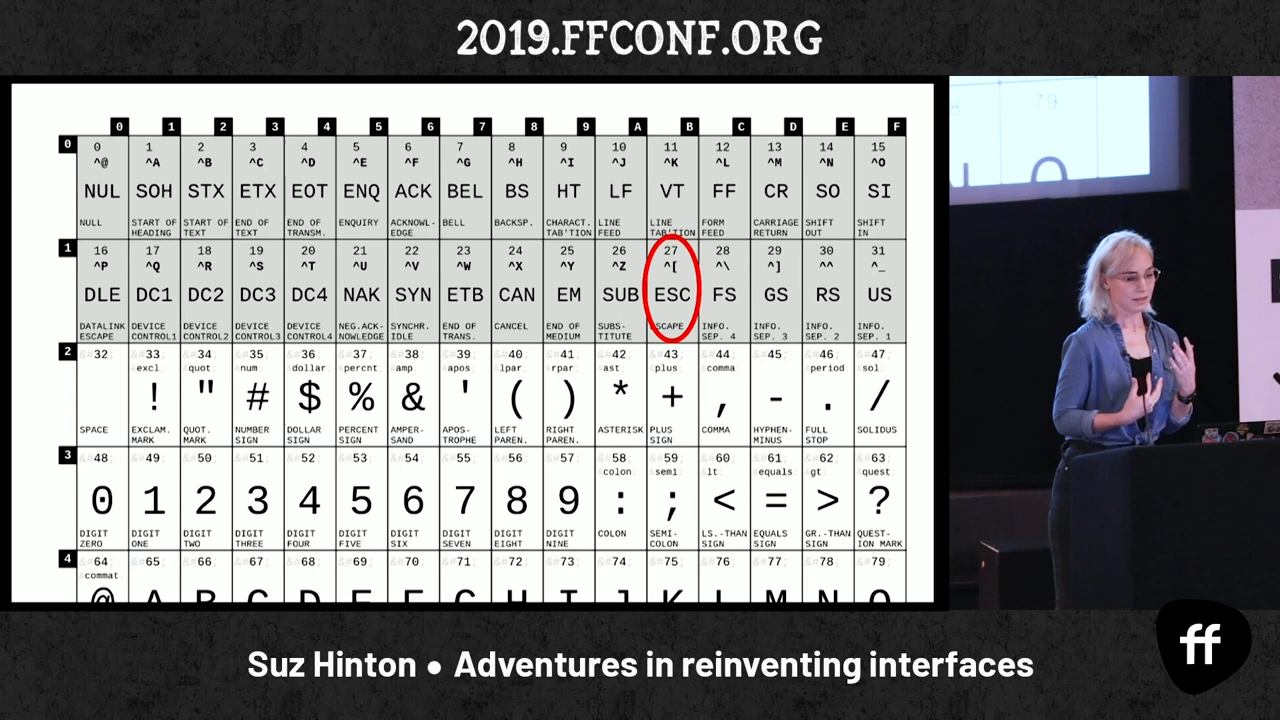 2019.FFCONF.ORG
0 1 2 3 4 5 6 7 8 9 A B C D E F
0
0 1 2 3 4 5 6 7 8 9 10 11 12 13 14 15
^@ ^A ^B ^C ^D ^E ^F ^G ^H ^I ^J ^K ^L ^M ^N ^O
NUL SOH STX ETX EOT ENQ ACK BEL BS HT LF VT FF CR SO SI
NULL START OF START OF END OF END OF ENQUIRY ACKNOWL- BELL BACKSP. CHARACT. LINE LINE FORM CARRIAGE SHIFT SHIFT
HEADING TEXT TEXT TRANSM. EDGE TAB'TION FEED TAB'TION FEED RETURN OUT IN
1
16 17 18 19 20 21 22 23 24 25 26 27 28 29 30 31
^P ^Q ^R ^S ^T ^U ^V ^W ^X ^Y ^Z ^[ ^\ ^] ^^ ^_
DLE DC1 DC2 DC3 DC4 NAK SYN ETB CAN EM SUB ESC FS GS RS US
DATALINK DEVICE DEVICE DEVICE DEVICE NEG.ACK- SYNCHR. END OF CANCEL END OF SUBS- ESCAPE INFO. INFO. INFO. INFO.
ESCAPE CONTROL1 CONTROL2 CONTROL3 CONTROL4 NOWLEDGE IDLE TRANS. MEDIUM TITUTE SEP. 4 SEP. 3 SEP. 2 SEP. 1
2
&#32; &#33; &#34; &#35; &#36; &#37; &#38; &#39; &#40; &#41; &#42; &#43; &#44; &#45; &#46; &#47;
&excl; &quot; &num; &dollar; &percnt; &amp; &apos; &lpar; &rpar; &ast; &plus; &comma; &period; &sol;
! " # $ % & ' ( ) * + , - . /
SPACE EXCLAM. QUOT. NUMBER DOLLAR PERCENT AMPER- APOS- LEFT RIGHT ASTERISK PLUS COMMA HYPHEN- FULL SOLIDUS
MARK MARK SIGN SIGN SIGN SAND TROPHE PAREN. PAREN. SIGN MINUS STOP
3
&#48; &#49; &#50; &#51; &#52; &#53; &#54; &#55; &#56; &#57; &#58; &#59; &#60; &#61; &#62; &#63;
&colon; &semi; &lt; &equals; &gt; &quest;
0 1 2 3 4 5 6 7 8 9 : ; < = > ?
DIGIT DIGIT DIGIT DIGIT DIGIT DIGIT DIGIT DIGIT DIGIT DIGIT COLON SEMI- LS.-THAN EQUALS GR.-THAN QUEST-
ZERO ONE TWO THREE FOUR FIVE SIX SEVEN EIGHT NINE COLON SIGN SIGN SIGN ION MARK
4
&#64; &#65; &#66; &#67; &#68; &#69; &#70; &#71; &#72; &#73; &#74; &#75; &#76; &#77; &#78; &#79;
&commat;
@ A B C D E F G H I J K L M N O
79
ff
Suz Hinton • Adventures in reinventing interfaces